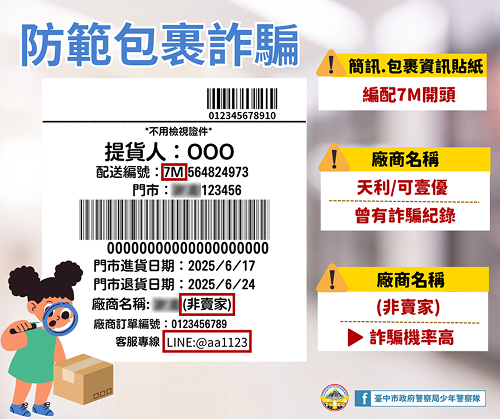 防範包裹詐騙
012345678910
*不用檢視證件*
提貨人：OOO
配送編號：7M564824973
門市：123456
00000000000000000000
門市進貨日期：2025/6/17
門市退貨日期：2025/6/24
廠商名稱: (非賣家)
廠商訂單編號：0123456789
客服專線 LINE:@aa1123
簡訊.包裹資訊貼紙
編配7M開頭
廠商名稱
天利/可壹優
曾有詐騙紀錄
廠商名稱
(非賣家)
詐騙機率高
臺中市政府警察局少年警察隊